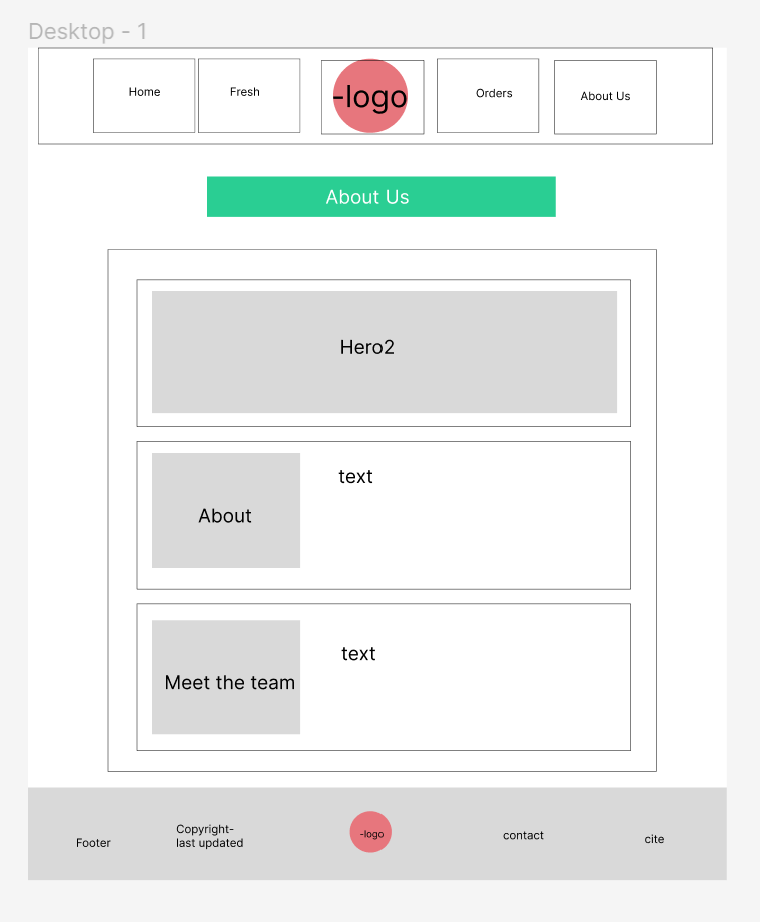 Desktop - 1
Home
Fresh
-logo
Orders
About Us
About Us
Hero2
text
About
text
Meet the team
Footer
Copyright-
last updated
-logo
contact
cite